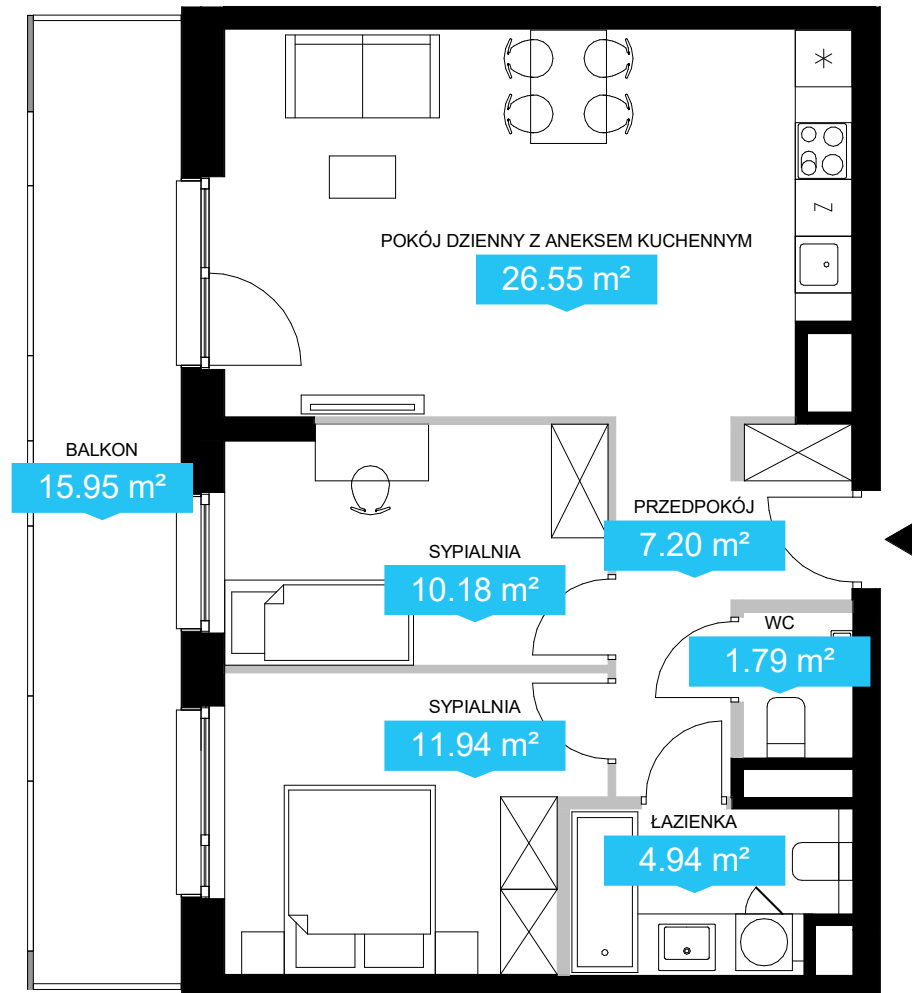 POKÓJ DZIENNY Z ANEKSEM KUCHENNYM
26.55 m²
BALKON
15.95 m²
PRZEDPOKÓJ
7.20 m²
SYPIALNIA
10.18 m²
WC
1.79 m²
SYPIALNIA
11.94 m²
ŁAZIENKA
4.94 m²